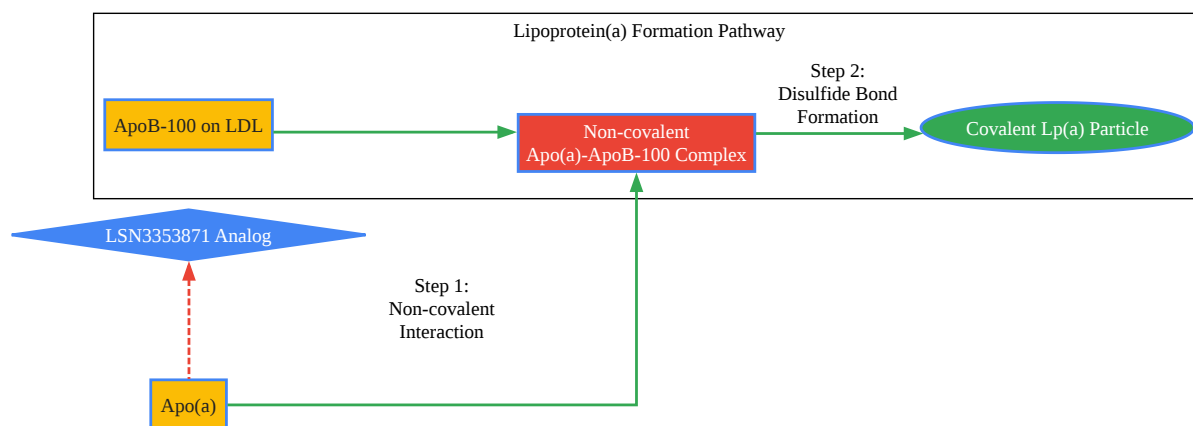 Lipoprotein(a) Formation Pathway
ApoB-100 on LDL
Non-covalent
Apo(a)-ApoB-100 Complex
Step 2:
Disulfide Bond
Formation
Covalent Lp(a) Particle
LSN3353871 Analog
Step 1:
Non-covalent
Interaction
Apo(a)